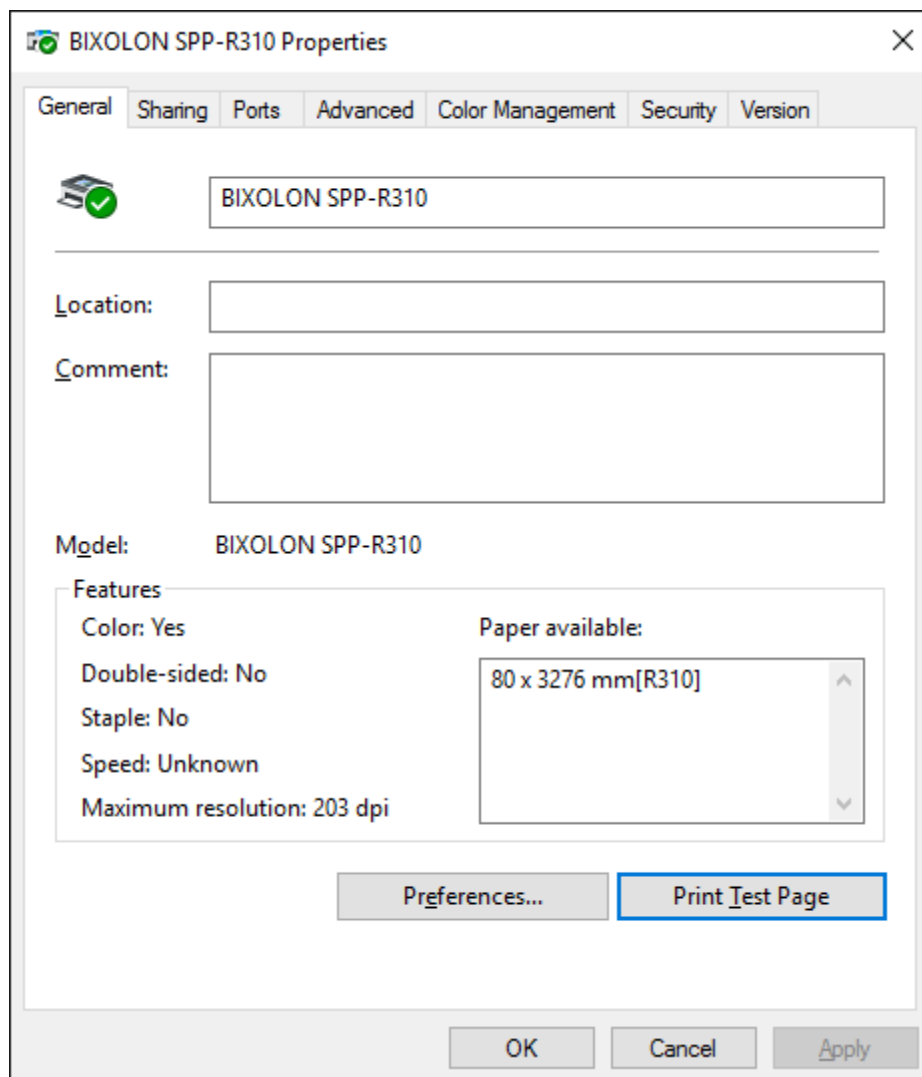 BIXOLON SPP-R310 Properties
General Sharing Ports Advanced Color Management Security Version
BIXOLON SPP-R310
Location:
Comment:
Model: BIXOLON SPP-R310
Features
Color: Yes
Double-sided: No
Staple: No
Speed: Unknown
Maximum resolution: 203 dpi
Paper available:
80 x 3276 mm[R310]
Preferences... Print Test Page
OK Cancel Apply